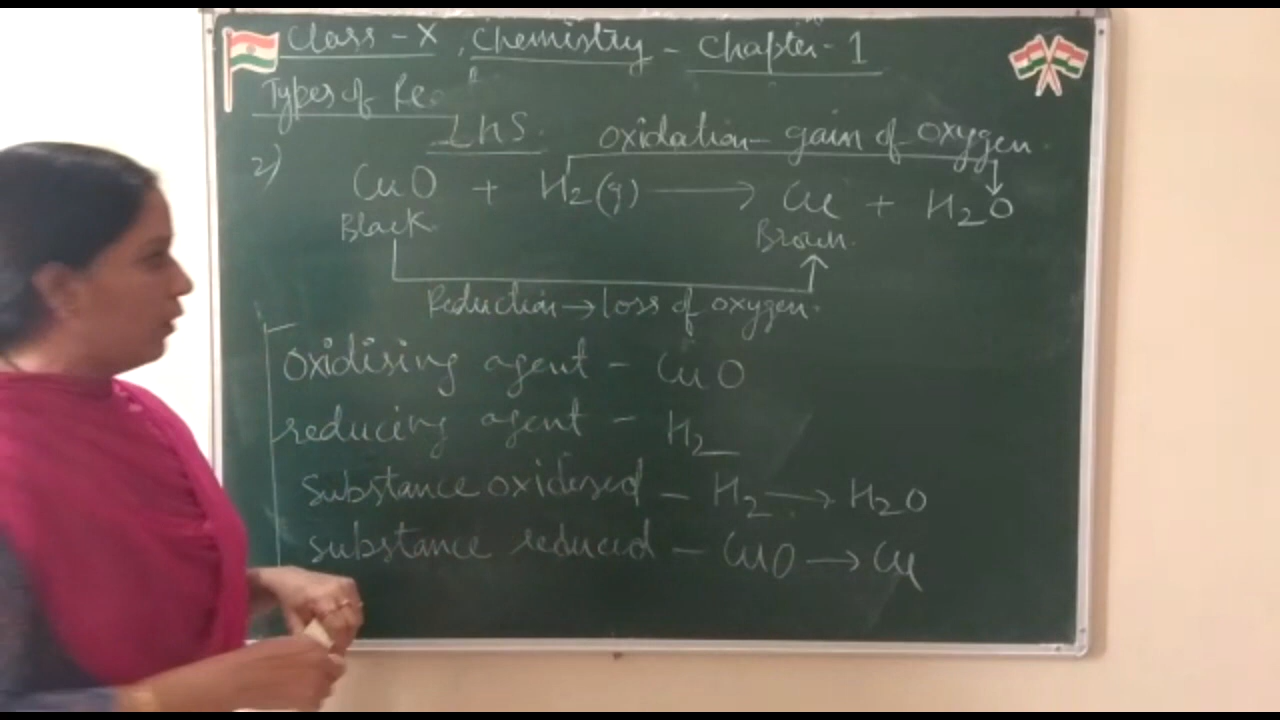 Class - X , Chemistry - Chapter - 1
Types of Rea
LhS. oxidation - gain of oxygen
2) CuO + H2(g) → Cu + H2O
Black. Brown.
Reduction → loss of oxygen.
Oxidising agent - CuO
reducing agent - H2
Substance oxidised - H2 → H2O
substance reduced - CuO → Cu